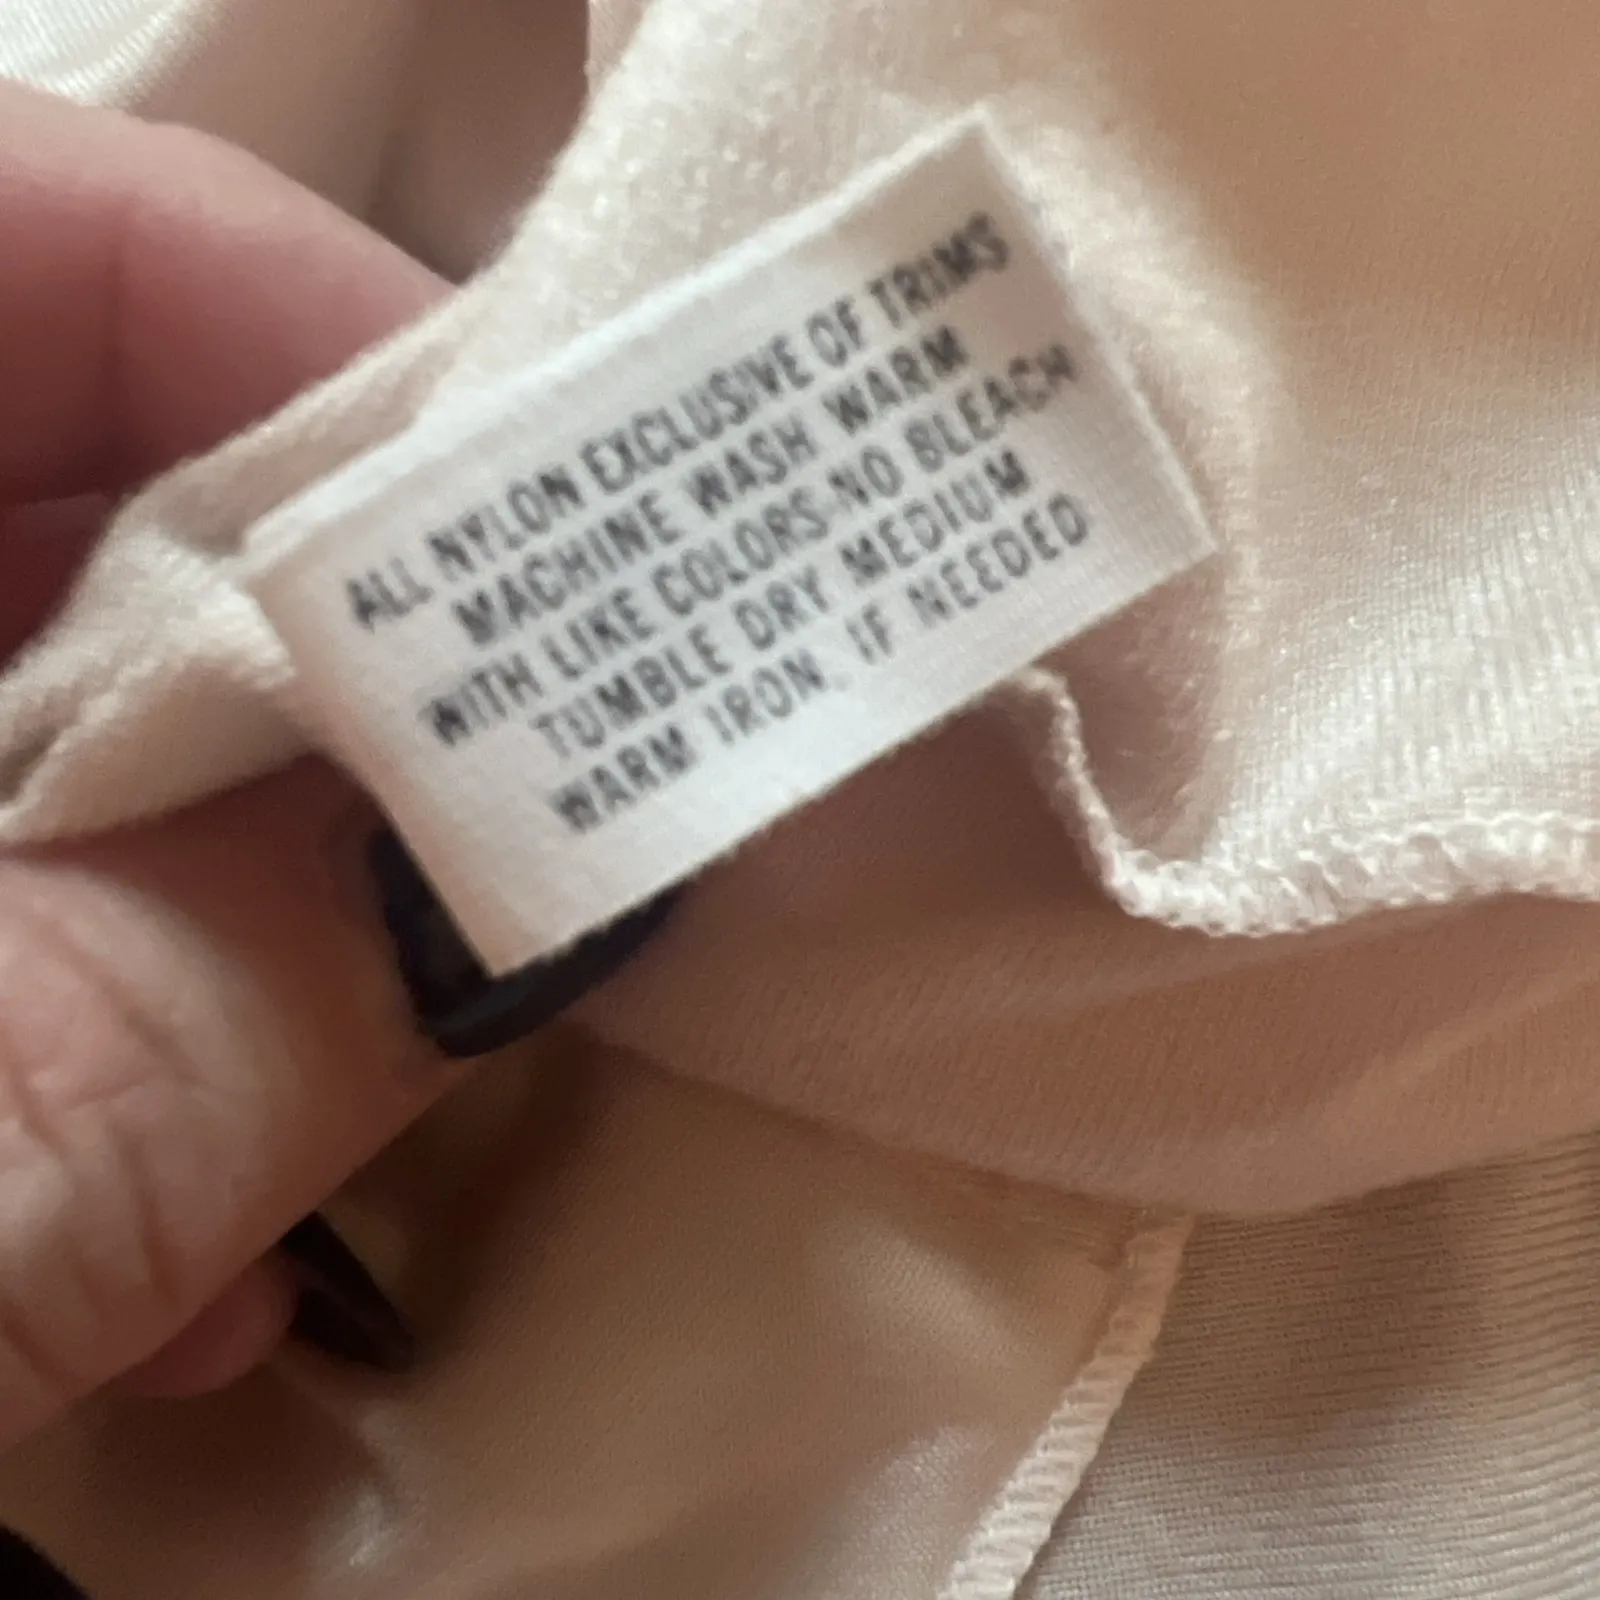 ALL NYLON EXCLUSIVE OF TRIMS
MACHINE WASH WARM
WITH LIKE COLORS-NO BLEACH
TUMBLE DRY MEDIUM
WARM IRON, IF NEEDED